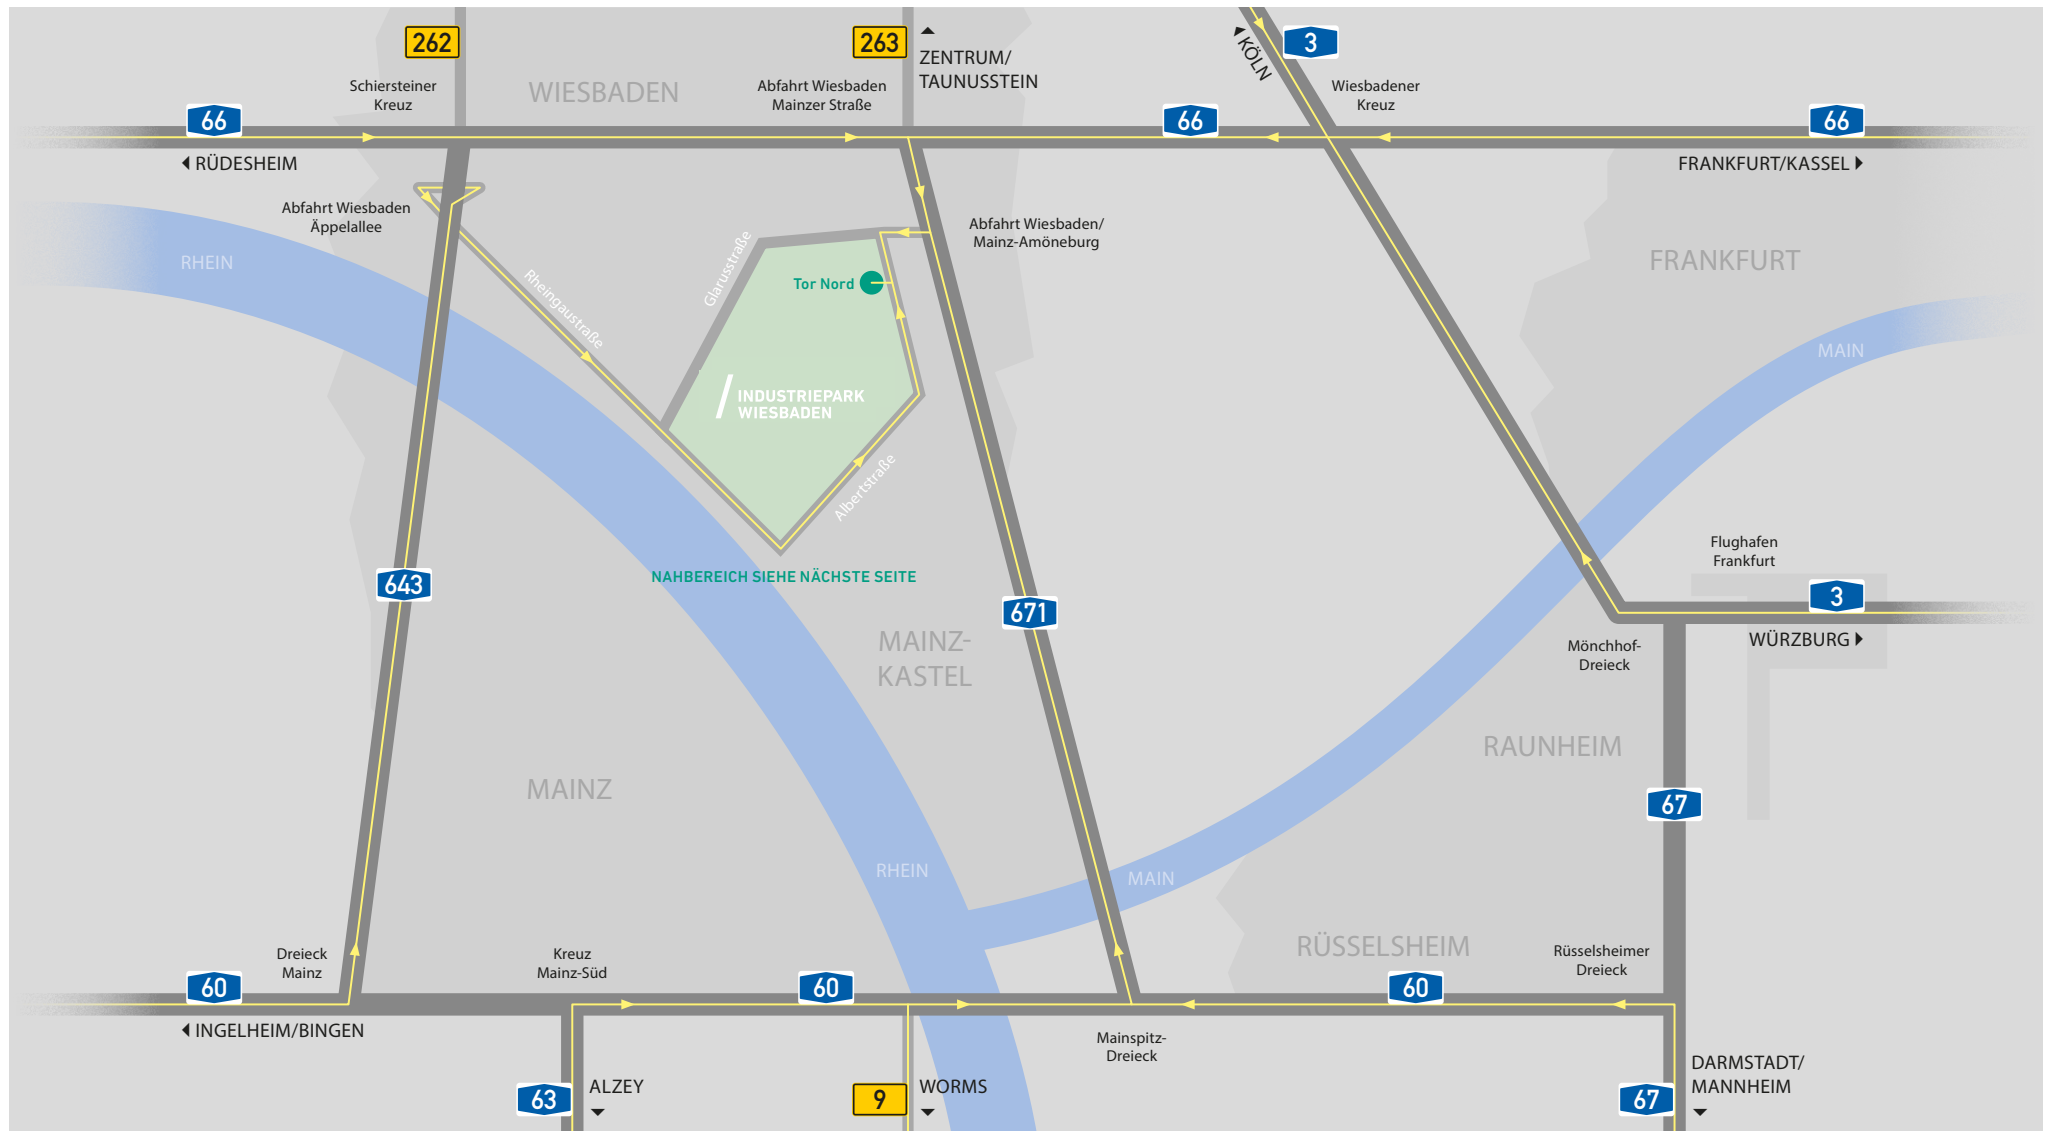 262
263
ZENTRUM/
TAUNUSSTEIN
KÖLN
3
Schiersteiner
Kreuz
WIESBADEN
Abfahrt Wiesbaden
Mainzer Straße
Wiesbadener
Kreuz
66
66
66
RÜDESHEIM
FRANKFURT/KASSEL
Abfahrt Wiesbaden
Äppelallee
Abfahrt Wiesbaden/
Mainz-Amöneburg
RHEIN
Glarusstraße
Rheingaustraße
Tor Nord
FRANKFURT
MAIN
INDUSTRIEPARK
WIESBADEN
Albertstraße
NAHBEREICH SIEHE NÄCHSTE SEITE
643
671
Flughafen
Frankfurt
3
WÜRZBURG
Mönchhof-
Dreieck
MAINZ-
KASTEL
RAUNHEIM
MAINZ
67
RHEIN
MAIN
Dreieck
Mainz
Kreuz
Mainz-Süd
RÜSSELSHEIM
Rüsselsheimer
Dreieck
60
60
60
INGELHEIM/BINGEN
Mainspitz-
Dreieck
63
ALZEY
9
WORMS
67
DARMSTADT/
MANNHEIM